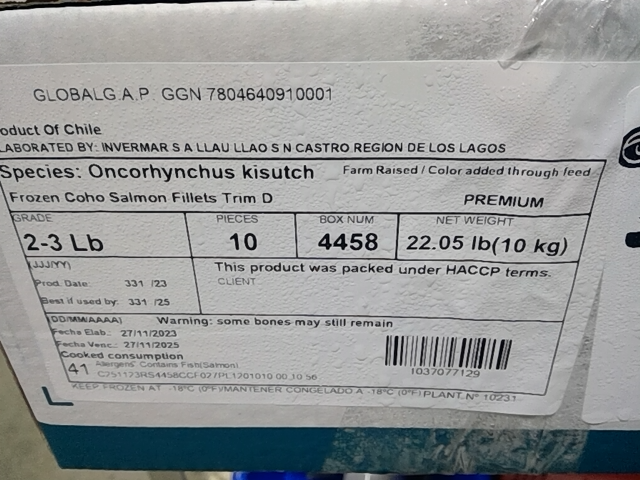 GLOBALG.A.P. GGN 7804640910001
oduct Of Chile
LABORATED BY: INVERMAR S A LLAU LLAO S N CASTRO REGION DE LOS LAGOS
Species: Oncorhynchus kisutch Farm Raised / Color added through feed
Frozen Coho Salmon Fillets Trim D PREMIUM
GRADE PIECES BOX NUM NET WEIGHT
2-3 Lb 10 4458 22.05 lb(10 kg)
(JJJ/YY) This product was packed under HACCP terms.
Prod. Date: 331 /23 CLIENT
Best if used by: 331 /25
(DD/MM/AAAA) Warning: some bones may still remain
Fecha Elab.: 27/11/2023
Fecha Venc.: 27/11/2025
Cooked consumption
41 Allergens: Contains Fish(Salmon)
1037077129
KEEP FROZEN AT -18°C (0°F)/MANTENER CONGELADO A -18°C (0°F) PLANT Nº 10231